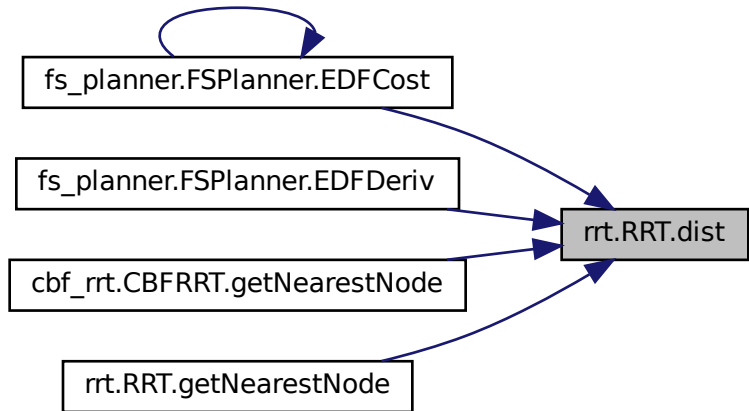 fs_planner.FSPlanner.EDFCost
fs_planner.FSPlanner.EDFDeriv
rrt.RRT.dist
cbf_rrt.CBFRRT.getNearestNode
rrt.RRT.getNearestNode